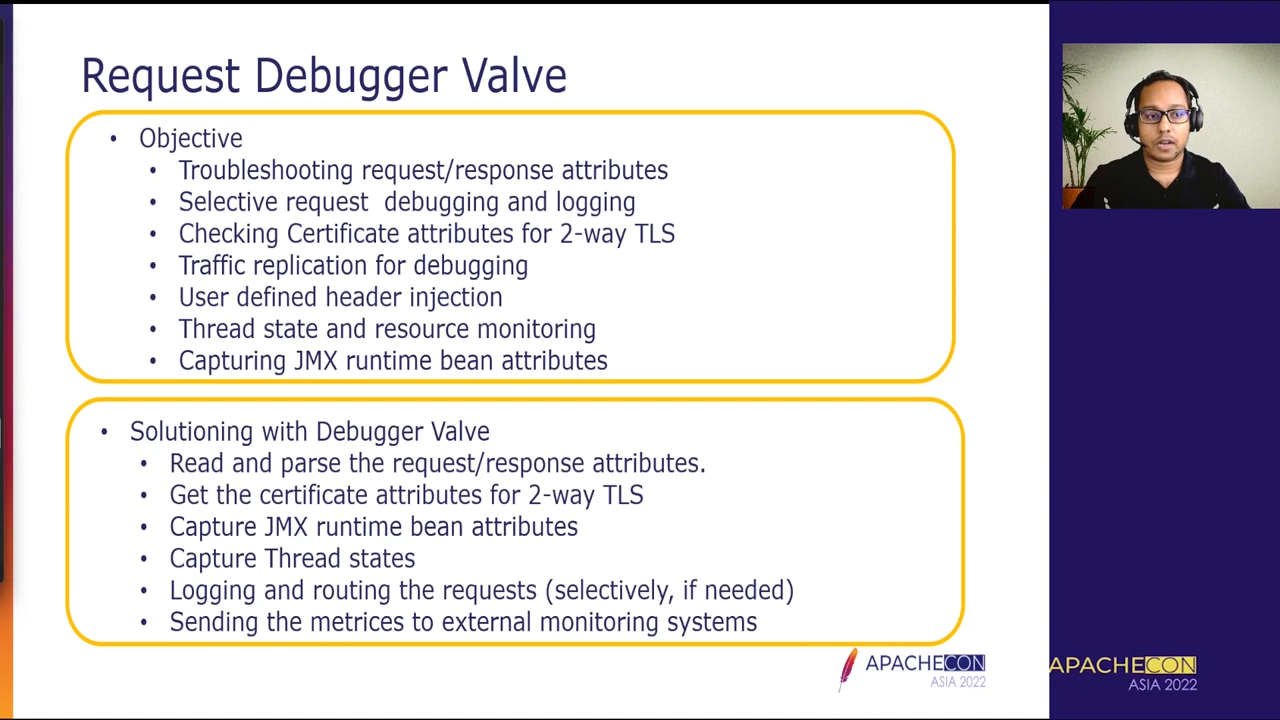 Request Debugger Valve
• Objective
• Troubleshooting request/response attributes
• Selective request  debugging and logging
• Checking Certificate attributes for 2-way TLS
• Traffic replication for debugging
• User defined header injection
• Thread state and resource monitoring
• Capturing JMX runtime bean attributes
• Solutioning with Debugger Valve
• Read and parse the request/response attributes.
• Get the certificate attributes for 2-way TLS
• Capture JMX runtime bean attributes
• Capture Thread states
• Logging and routing the requests (selectively, if needed)
• Sending the metrices to external monitoring systems
APACHECON
ASIA 2022
APACHECON
ASIA 2022